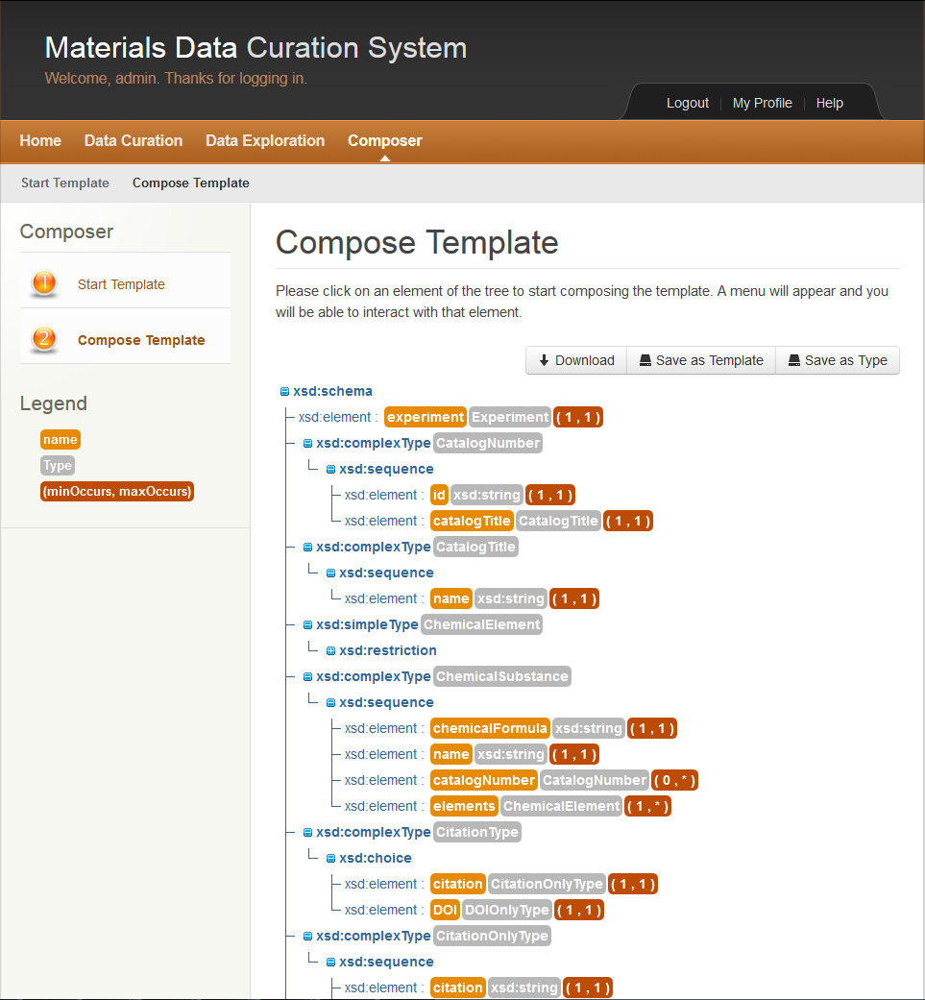 Materials Data Curation System
Welcome, admin. Thanks for logging in.
Logout | My Profile | Help
Home Data Curation Data Exploration Composer
Start Template Compose Template
Composer
1 Start Template
2 Compose Template
Legend
name
Type
(minOccurs, maxOccurs)
Compose Template
Please click on an element of the tree to start composing the template. A menu will appear and you
will be able to interact with that element.
Download Save as Template Save as Type
xsd:schema
xsd:element : experiment Experiment ( 1 , 1 )
xsd:complexType CatalogNumber
xsd:sequence
xsd:element : id xsd:string ( 1 , 1 )
xsd:element : catalogTitle CatalogTitle ( 1 , 1 )
xsd:complexType CatalogTitle
xsd:sequence
xsd:element : name xsd:string ( 1 , 1 )
xsd:simpleType ChemicalElement
xsd:restriction
xsd:complexType ChemicalSubstance
xsd:sequence
xsd:element : chemicalFormula xsd:string ( 1 , 1 )
xsd:element : name xsd:string ( 1 , 1 )
xsd:element : catalogNumber CatalogNumber ( 0 , * )
xsd:element : elements ChemicalElement ( 1 , * )
xsd:complexType CitationType
xsd:choice
xsd:element : citation CitationOnlyType ( 1 , 1 )
xsd:element : DOI DOIOnlyType ( 1 , 1 )
xsd:complexType CitationOnlyType
xsd:sequence
xsd:element : citation xsd:string ( 1 , 1 )